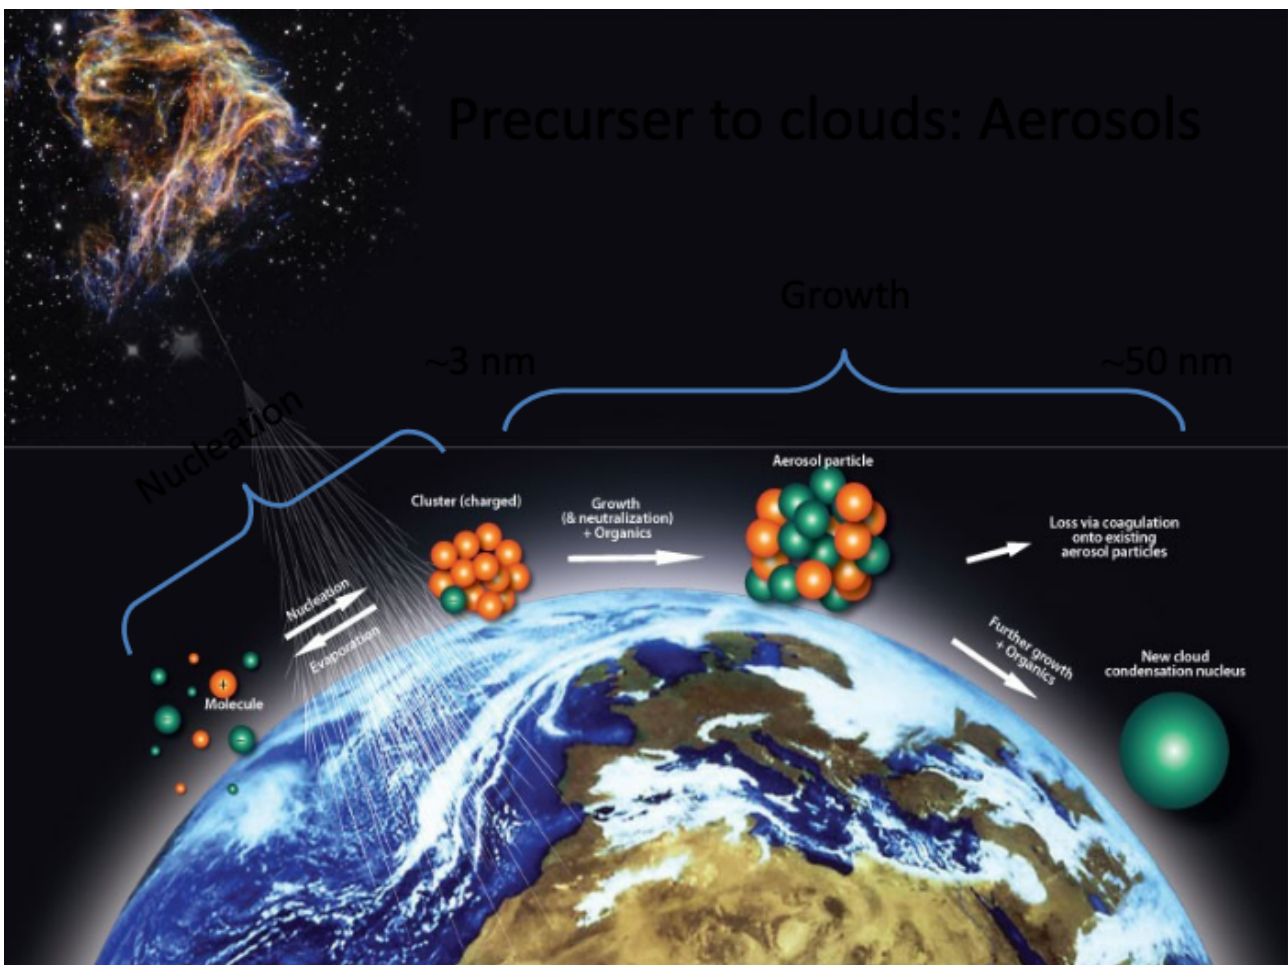 Precurser to clouds: Aerosols
Growth
~3 nm
~50 nm
Nucleation
Cluster (charged)
Growth
(& neutralization)
+ Organics
Aerosol particle
Loss via coagulation
onto existing
aerosol particles
Nucleation
Evaporation
Further growth
+ Organics
New cloud
condensation nucleus
+
Molecule